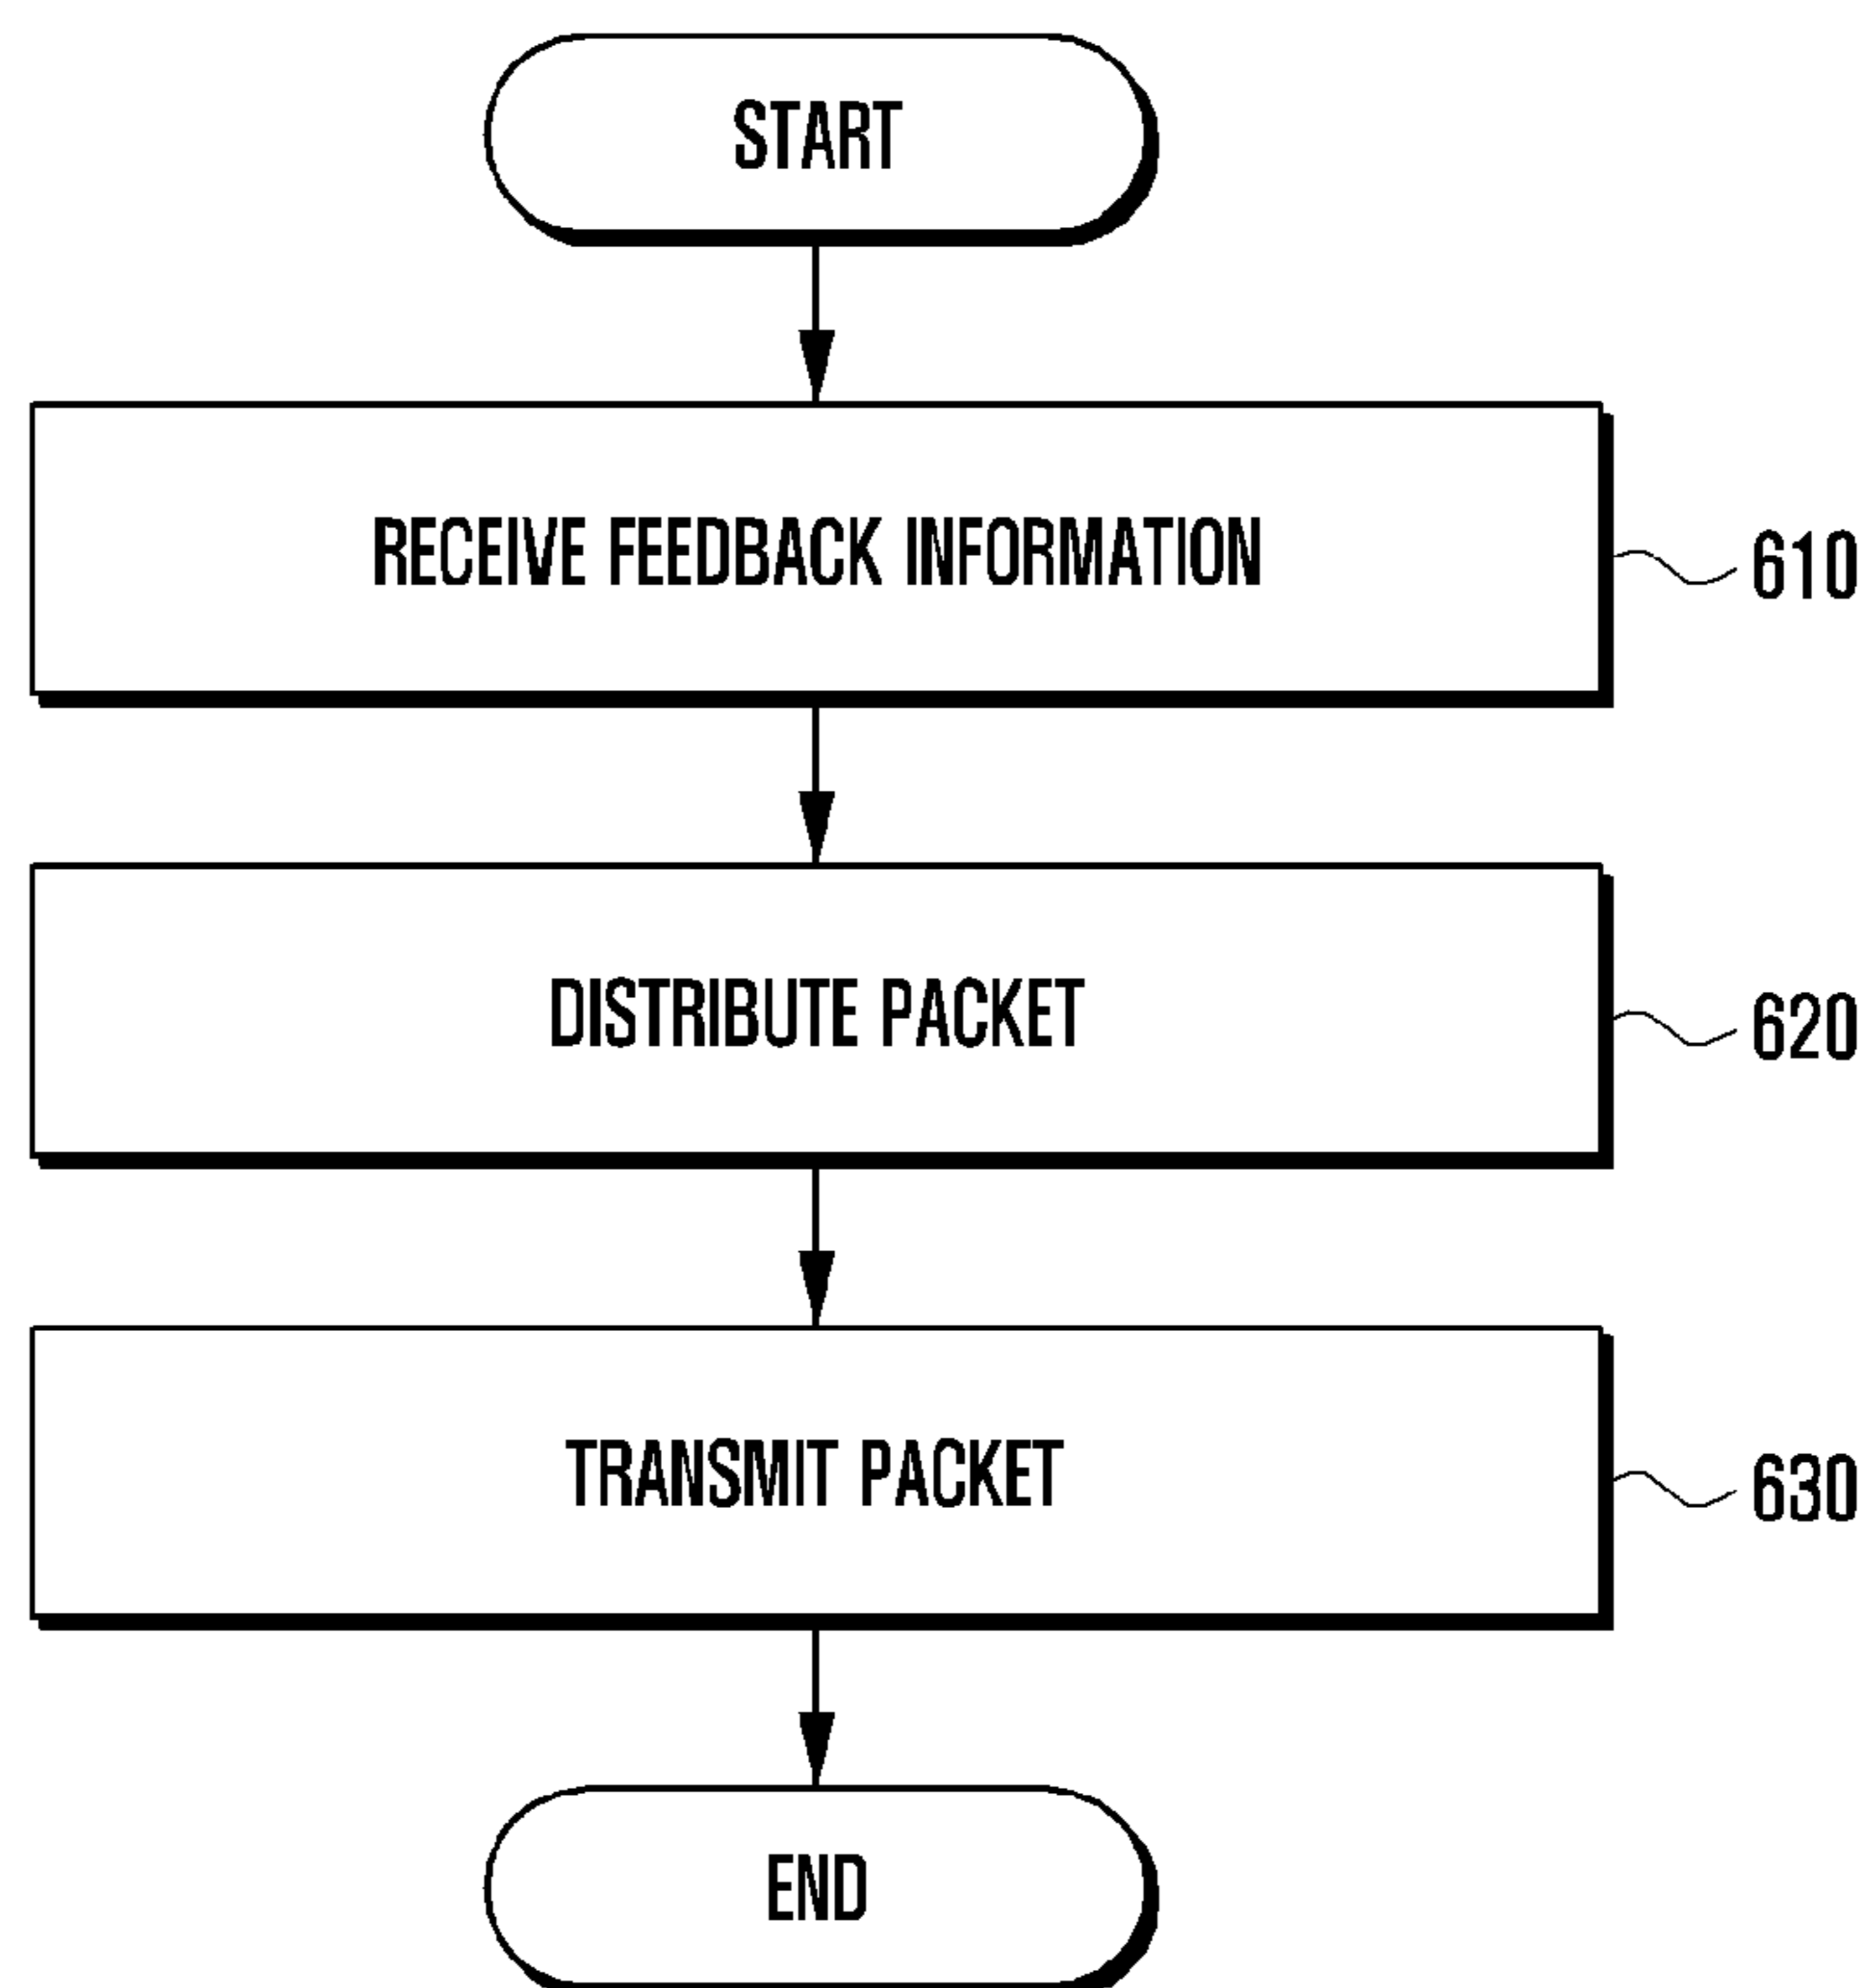 START
RECEIVE FEEDBACK INFORMATION
610
DISTRIBUTE PACKET
620
TRANSMIT PACKET
630
END